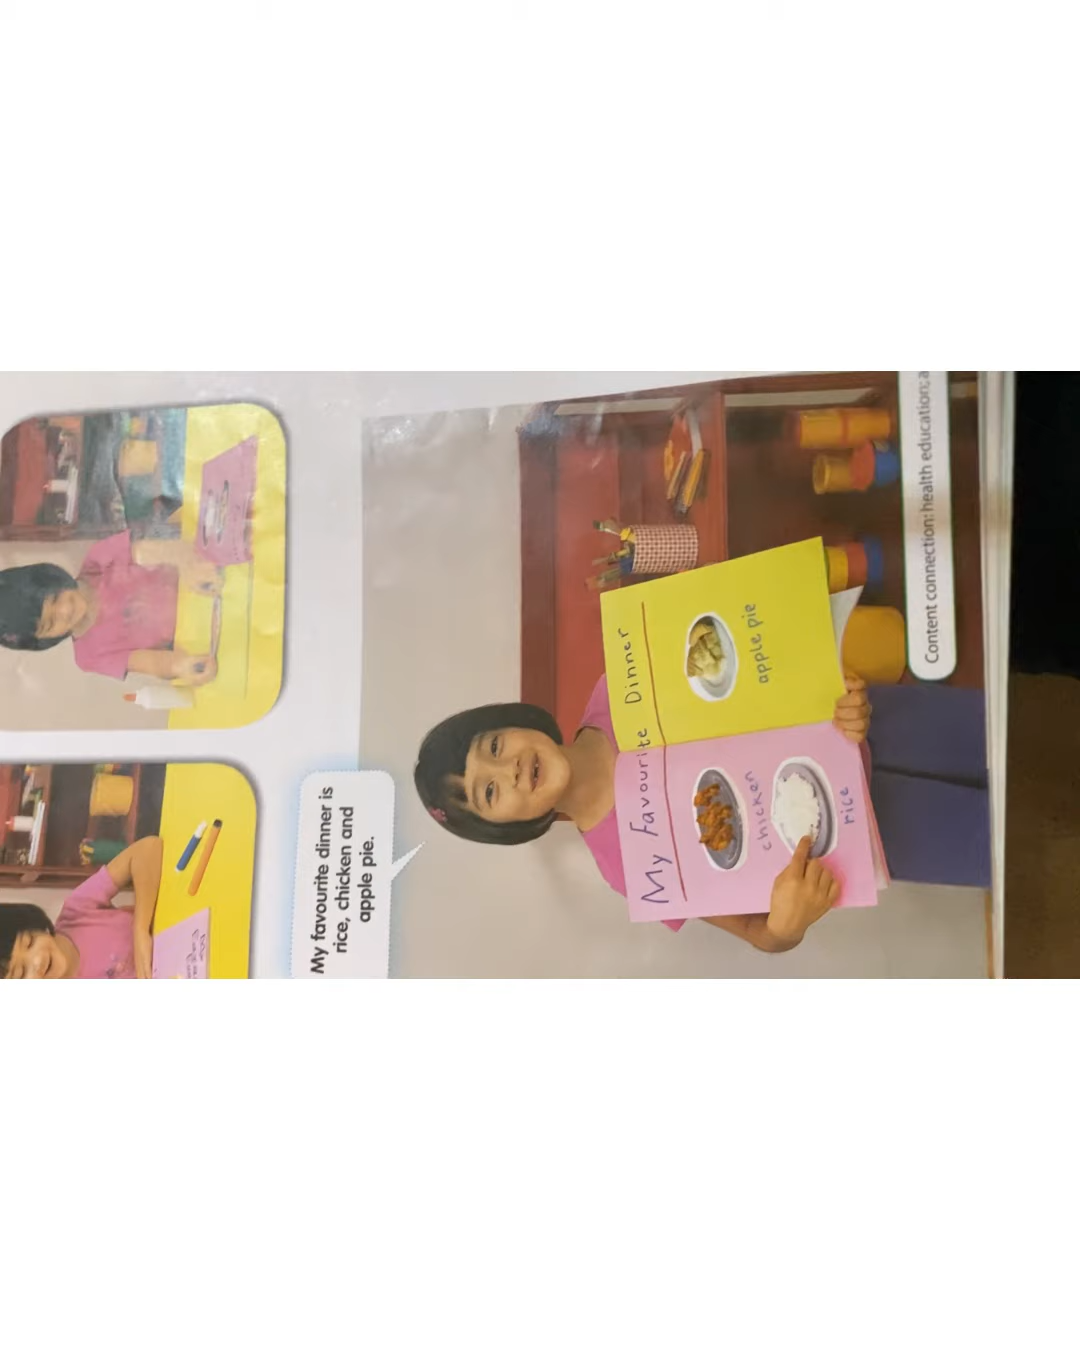 My favourite dinner is
rice, chicken and
apple pie.
My Favourite Dinner
chicken
rice
apple pie
Content connection: health education; a